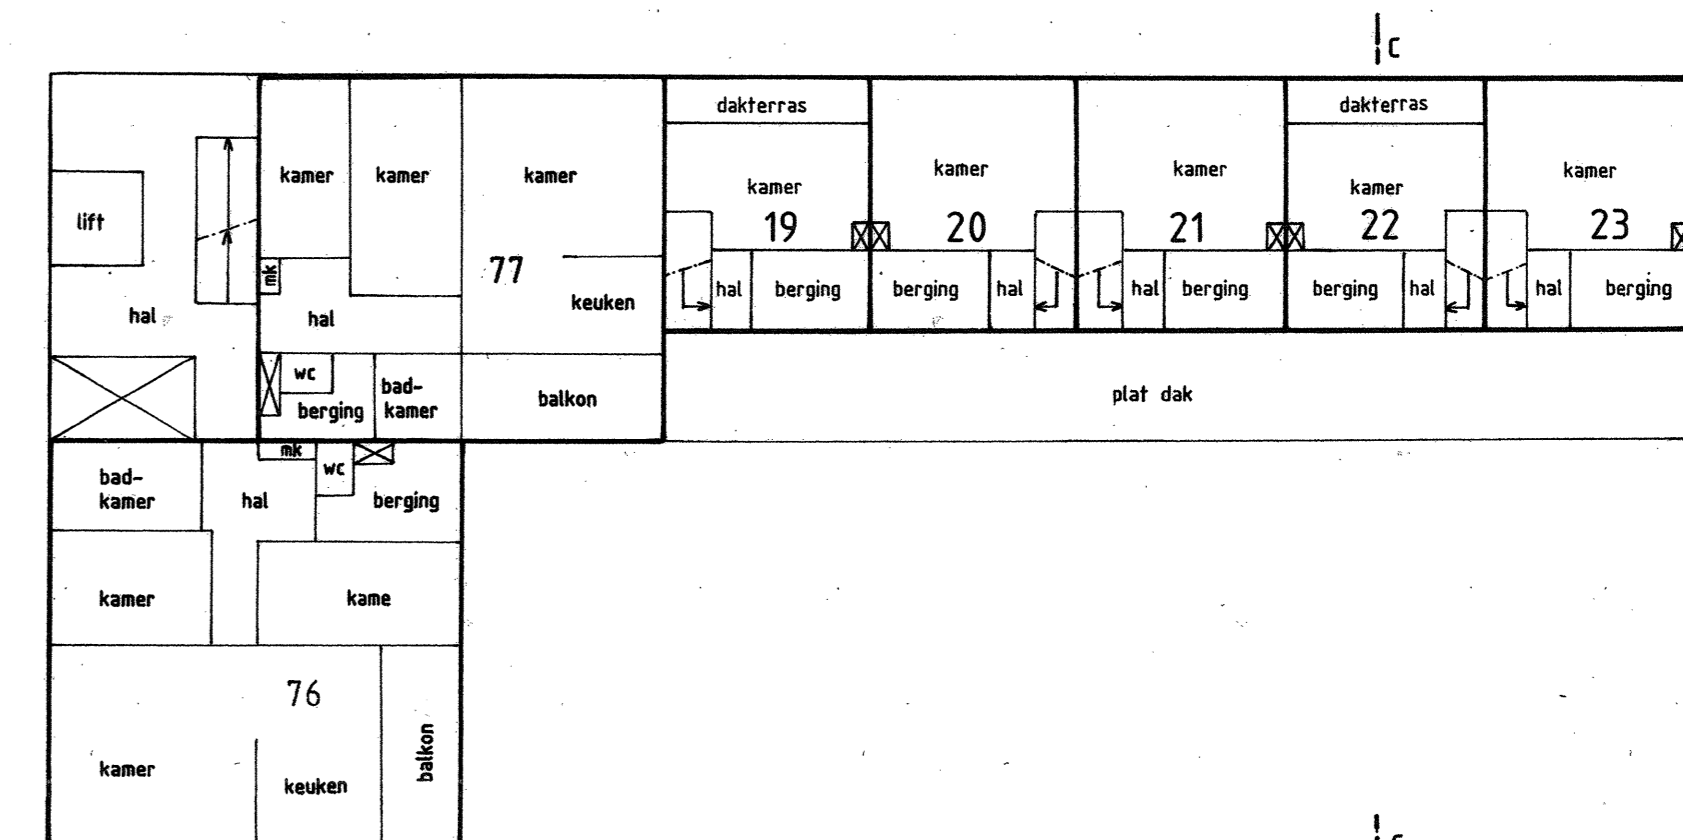 C
dakterras
dakterras
kamer
kamer
kamer
kamer
kamer
kamer
kamer
kamer
lift
19
20
21
22
23
mk
77
hal
berging
berging
hal
hal
berging
berging
hal
hal
berging
keuken
hal
hal
wc
bad-
kamer
berging
balkon
plat dak
mk
wc
bad-
kamer
hal
berging
kamer
kame
76
balkon
kamer
keuken